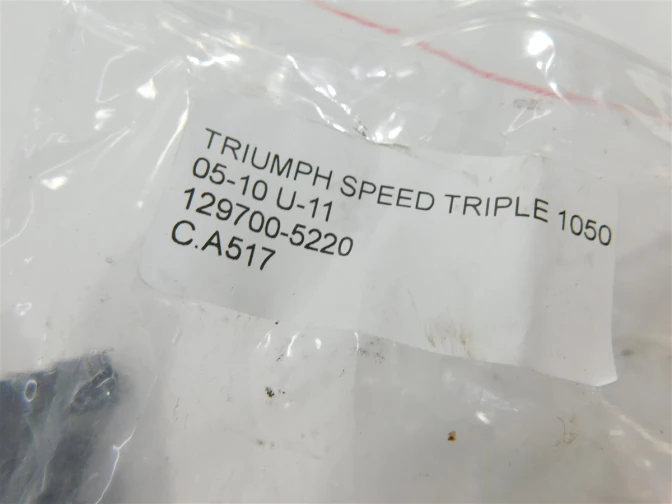 TRIUMPH SPEED TRIPLE 1050
05-10 U-11
129700-5220
C.A517